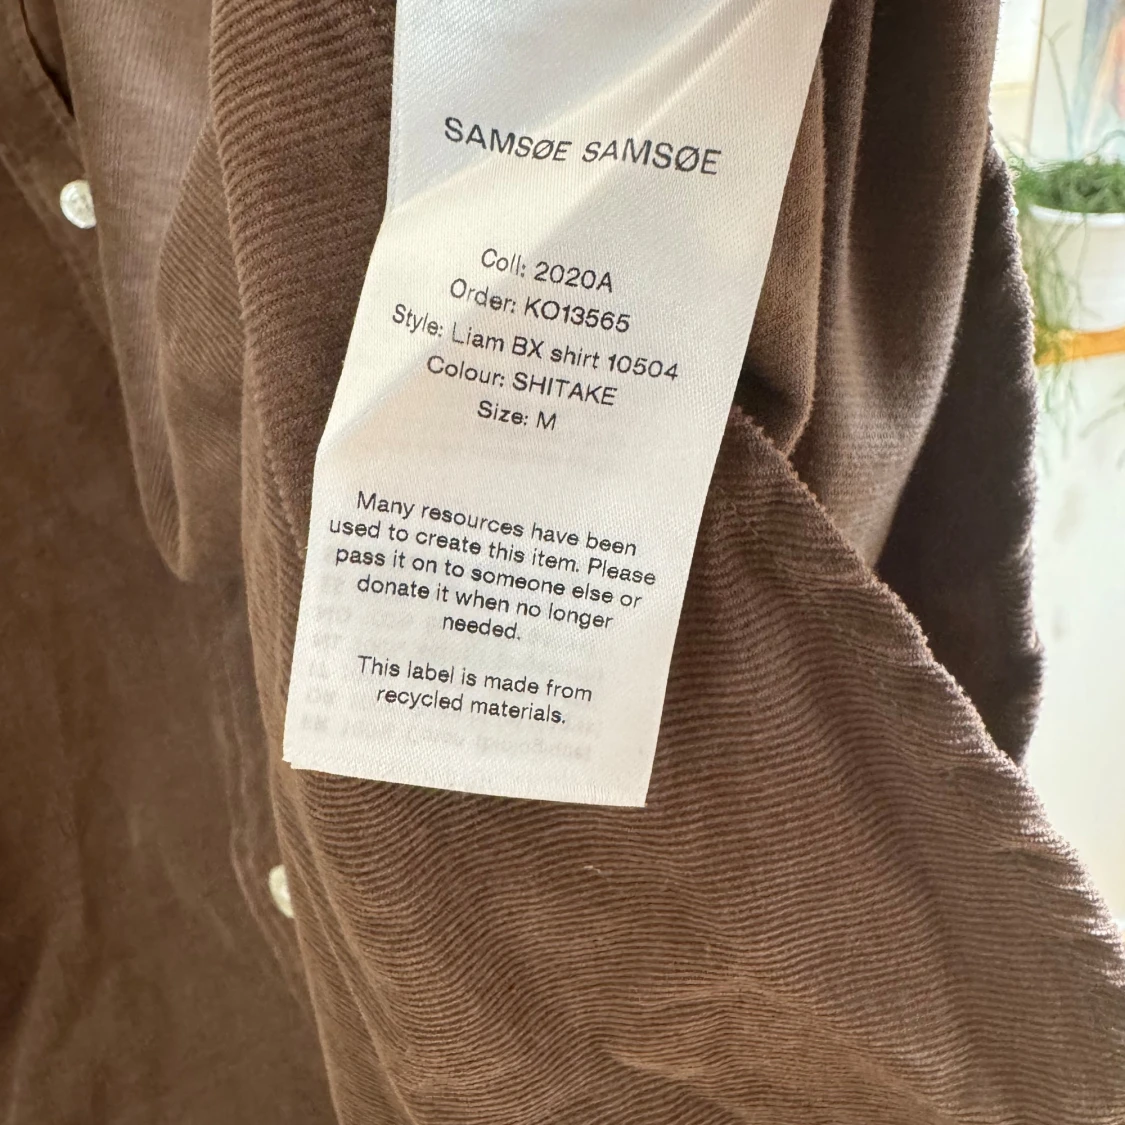 SAMSØE SAMSØE
Coll: 2020A
Order: KO13565
Style: Liam BX shirt 10504
Colour: SHITAKE
Size: M
Many resources have been
used to create this item. Please
pass it on to someone else or
donate it when no longer
needed.
This label is made from
recycled materials.